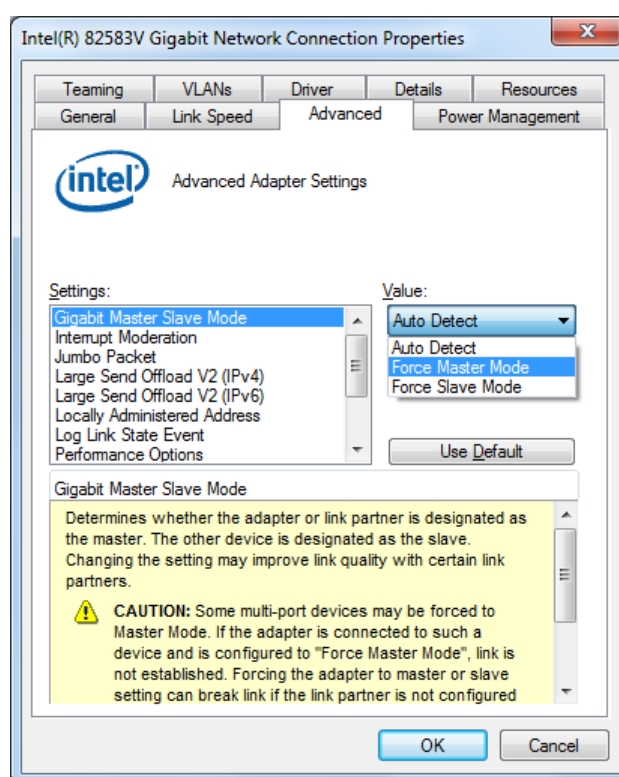 Intel(R) 82583V Gigabit Network Connection Properties
Teaming VLANs Driver Details Resources
General Link Speed Advanced Power Management
intel
Advanced Adapter Settings
Settings:
Gigabit Master Slave Mode
Interrupt Moderation
Jumbo Packet
Large Send Offload V2 (IPv4)
Large Send Offload V2 (IPv6)
Locally Administered Address
Log Link State Event
Performance Options
Value:
Auto Detect
Auto Detect
Force Master Mode
Force Slave Mode
Use Default
Gigabit Master Slave Mode
Determines whether the adapter or link partner is designated as
the master. The other device is designated as the slave.
Changing the setting may improve link quality with certain link
partners.
CAUTION: Some multi-port devices may be forced to
Master Mode. If the adapter is connected to such a
device and is configured to "Force Master Mode", link is
not established. Forcing the adapter to master or slave
setting can break link if the link partner is not configured
OK Cancel